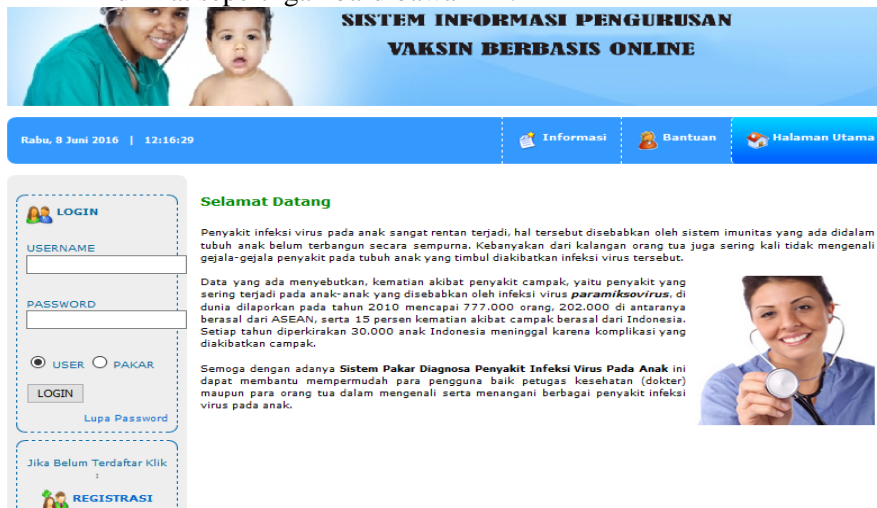 SISTEM INFORMASI PENGURUSAN
VAKSIN BERBASIS ONLINE
Rabu, 8 Juni 2016 | 12:16:29
Informasi
Bantuan
Halaman Utama
LOGIN
USERNAME
PASSWORD
USER PAKAR
LOGIN
Lupa Password
Jika Belum Terdaftar Klik
:
REGISTRASI
Selamat Datang
Penyakit infeksi virus pada anak sangat rentan terjadi, hal tersebut disebabkan oleh sistem imunitas yang ada didalam
tubuh anak belum terbangun secara sempurna. Kebanyakan dari kalangan orang tua juga sering kali tidak mengenali
gejala-gejala penyakit pada tubuh anak yang timbul diakibatkan infeksi virus tersebut.
Data yang ada menyebutkan, kematian akibat penyakit campak, yaitu penyakit yang
sering terjadi pada anak-anak yang disebabkan oleh infeksi virus paramiksovirus, di
dunia dilaporkan pada tahun 2010 mencapai 777.000 orang, 202.000 di antaranya
berasal dari ASEAN, serta 15 persen kematian akibat campak berasal dari Indonesia.
Setiap tahun diperkirakan 30.000 anak Indonesia meninggal karena komplikasi yang
diakibatkan campak.
Semoga dengan adanya Sistem Pakar Diagnosa Penyakit Infeksi Virus Pada Anak ini
dapat membantu mempermudah para pengguna baik petugas kesehatan (dokter)
maupun para orang tua dalam mengenali serta menangani berbagai penyakit infeksi
virus pada anak.